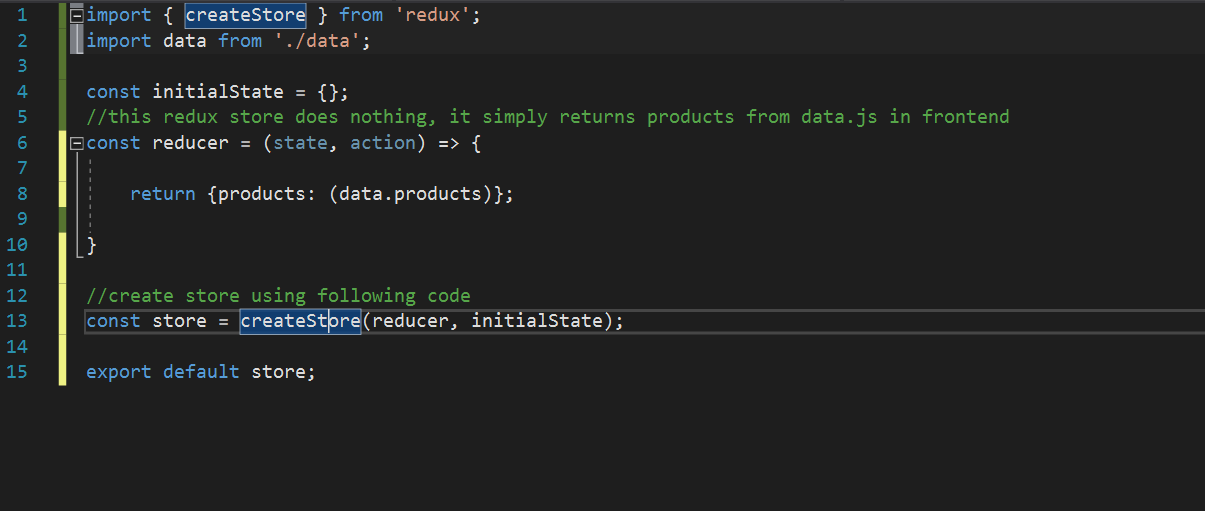 1 import { createStore } from 'redux';
2 import data from './data';
3
4 const initialState = {};
5 //this redux store does nothing, it simply returns products from data.js in frontend
6 const reducer = (state, action) => {
7
8 return {products: (data.products)};
9
10 }
11
12 //create store using following code
13 const store = createStore(reducer, initialState);
14
15 export default store;